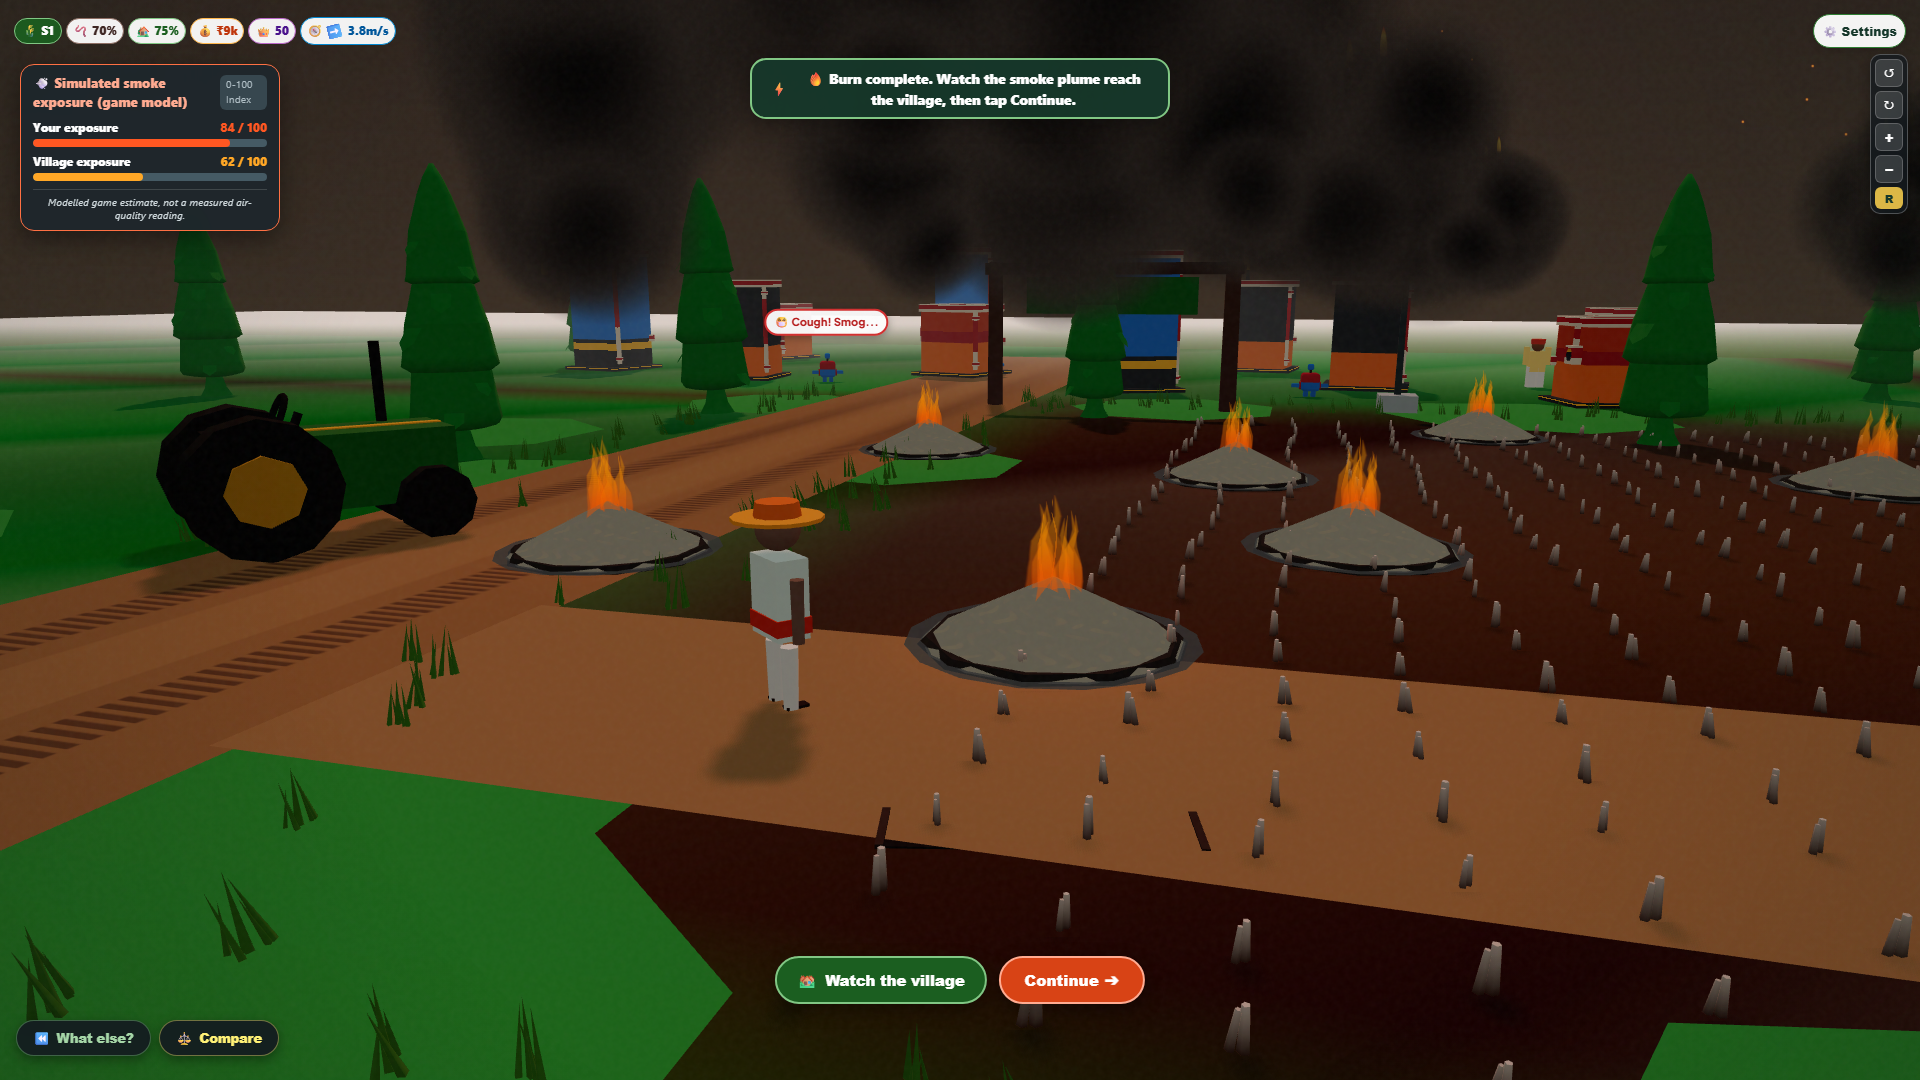 S1
70%
75%
₹9k
50
3.8m/s
Settings
Simulated smoke
exposure (game model)
0-100
Index
Your exposure
84 / 100
Village exposure
62 / 100
Modelled game estimate, not a measured air-
quality reading.
Burn complete. Watch the smoke plume reach
the village, then tap Continue.
↺
↻
+
−
R
Cough! Smog...
Watch the village
Continue ➔
What else?
Compare